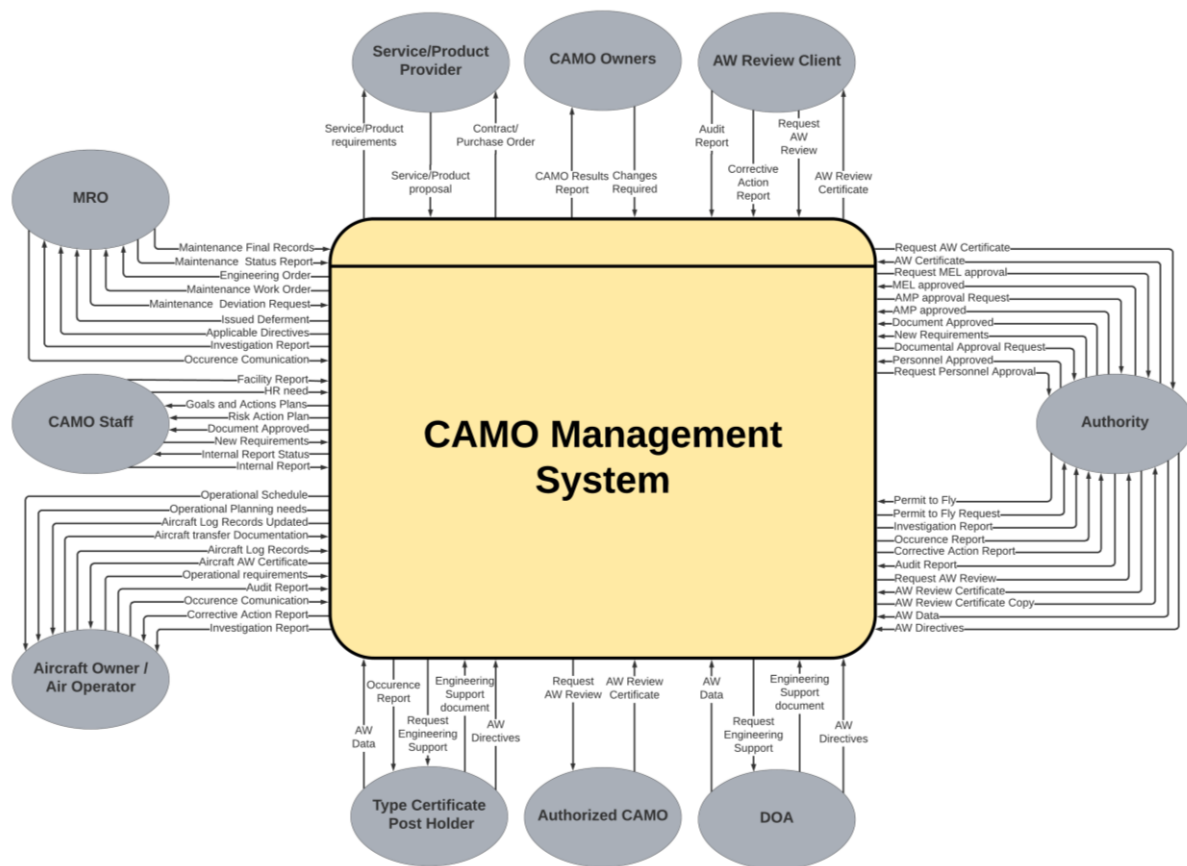 Service/Product
Provider
CAMO Owners
AW Review Client
Service/Product
requirements
Service/Product
proposal
Contract/
Purchase Order
CAMO Results
Report
Changes
Required
Audit
Report
Corrective
Action
Report
Request
AW
Review
AW Review
Certificate
MRO
Maintenance Final Records
Maintenance Status Report
Engineering Order
Maintenance Work Order
Maintenance Deviation Request
Issued Deferment
Applicable Directives
Investigation Report
Occurence Comunication
CAMO Staff
Facility Report
HR need
Goals and Actions Plans
Risk Action Plan
Document Approved
New Requirements
Internal Report Status
Internal Report
Operational Schedule
Operational Planning needs
Aircraft Log Records Updated
Aircraft transfer Documentation
Aircraft Log Records
Aircraft AW Certificate
Operational requirements
Audit Report
Occurence Comunication
Corrective Action Report
Investigation Report
Aircraft Owner /
Air Operator
CAMO Management
System
Request AW Certificate
AW Certificate
Request MEL approval
MEL approved
AMP approval Request
AMP approved
Document Approved
New Requirements
Documental Approval Request
Personnel Approved
Request Personnel Approval
Authority
Permit to Fly
Permit to Fly Request
Investigation Report
Occurence Report
Corrective Action Report
Audit Report
Request AW Review
AW Review Certificate
AW Review Certificate Copy
AW Data
AW Directives
AW
Data
Occurence
Report
Request
Engineering
Support
Engineering
Support
document
AW
Directives
Request
AW Review
AW Review
Certificate
AW
Data
Request
Engineering
Support
Engineering
Support
document
AW
Directives
Type Certificate
Post Holder
Authorized CAMO
DOA